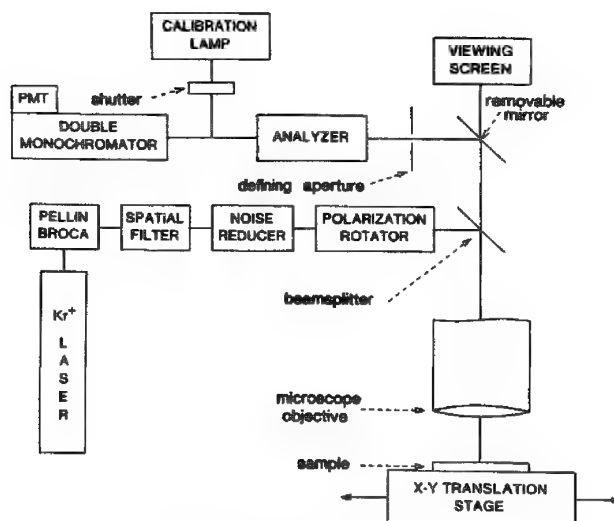 CALIBRATION
LAMP
VIEWING
SCREEN
shutter
PMT
removable
mirror
DOUBLE
MONOCHROMATOR
ANALYZER
defining aperture
PELLIN
BROCA
SPATIAL
FILTER
NOISE
REDUCER
POLARIZATION
ROTATOR
beamsplitter
Kr+
L
A
S
E
R
microscope
objective
sample
X-Y TRANSLATION
STAGE